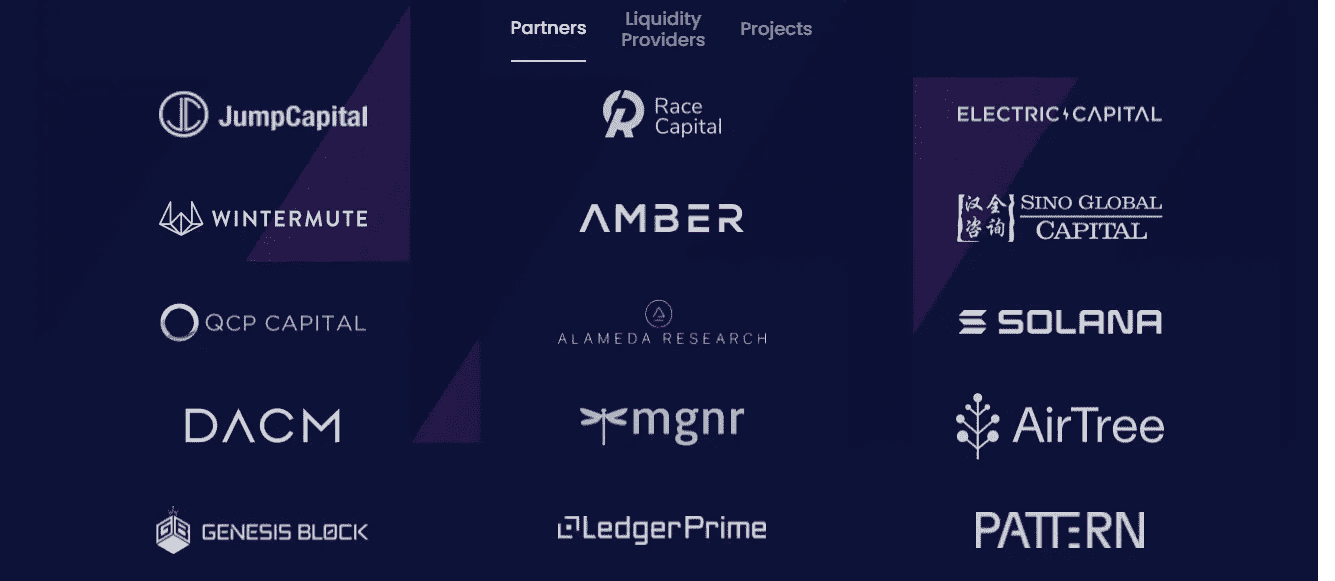 Partners
Liquidity
Providers
Projects
JumpCapital
Race
Capital
ELECTRIC CAPITAL
WINTERMUTE
AMBER
汉全
咨询
SINO GLOBAL
CAPITAL
QCP CAPITAL
ALAMEDA RESEARCH
SOLANA
DACM
mgnr
AirTree
GENESIS BLOCK
LedgerPrime
PATTERN